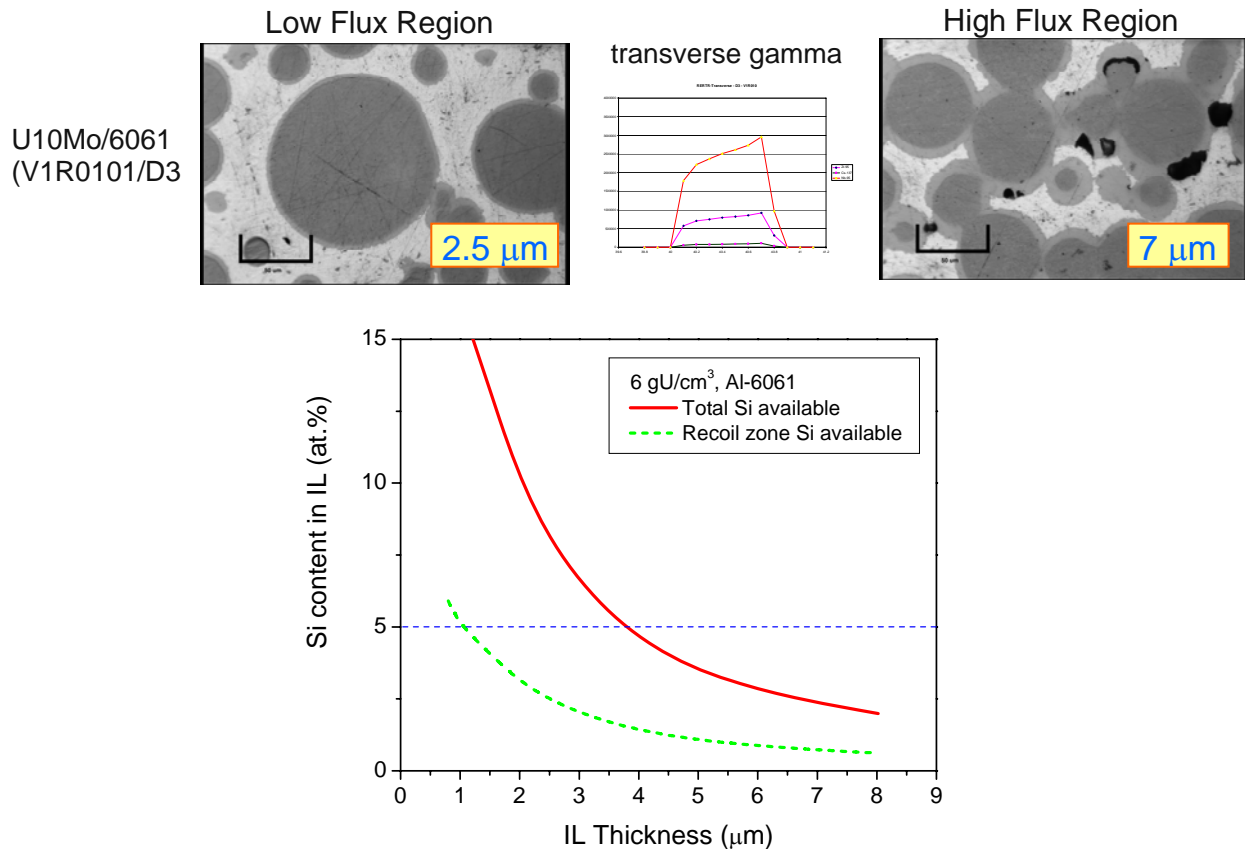 Low Flux Region
High Flux Region
transverse gamma
U10Mo/6061
(V1R0101/D3
2.5 μm
7 μm
50 um
15
10
5
0
Si content in IL (at.%)
6 gU/cm³, Al-6061
Total Si available
Recoil zone Si available
0 1 2 3 4 5 6 7 8 9
IL Thickness (μm)